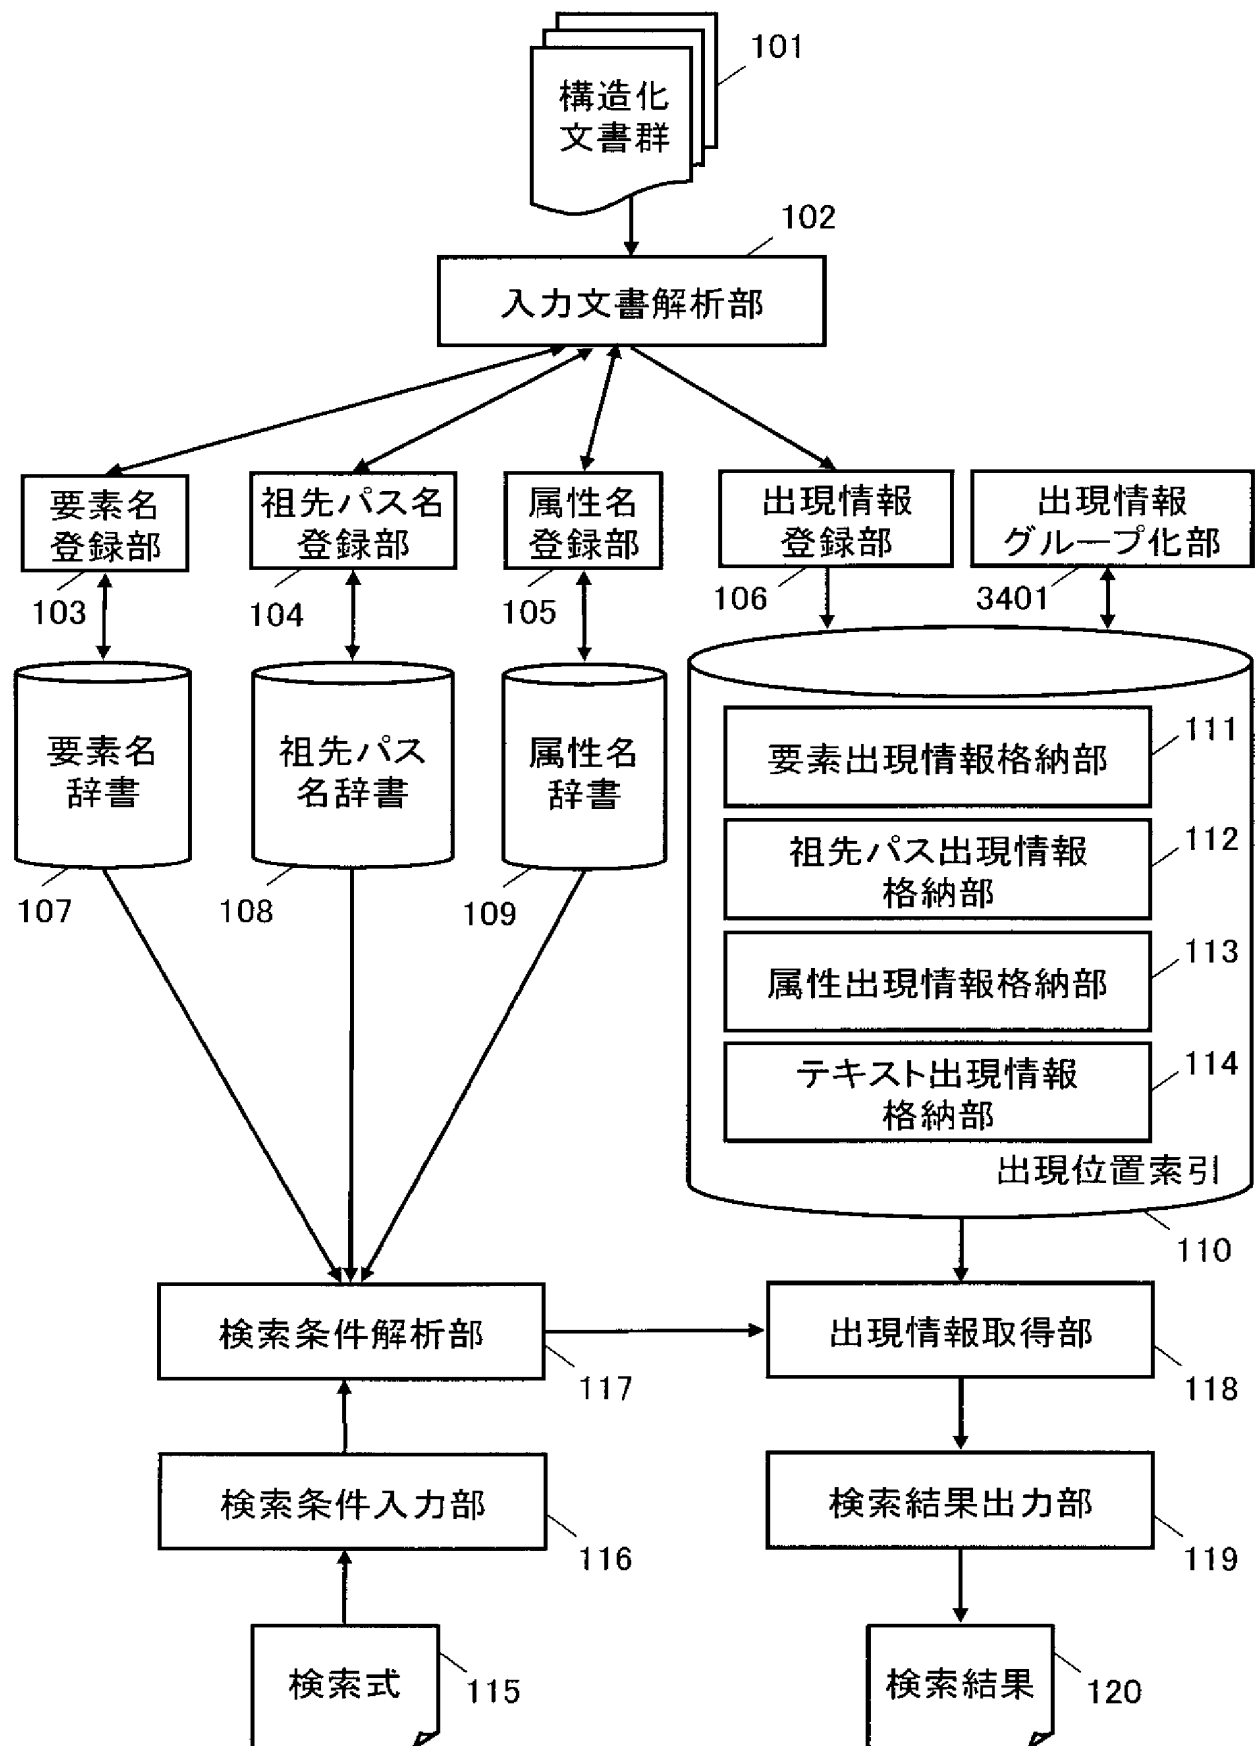 101
構造化
文書群
102
入力文書解析部
要素名
登録部
103
祖先パス名
登録部
104
属性名
登録部
105
出現情報
登録部
106
出現情報
グループ化部
3401
要素名
辞書
107
祖先パス
名辞書
108
属性名
辞書
109
要素出現情報格納部
111
祖先パス出現情報
格納部
112
属性出現情報格納部
113
テキスト出現情報
格納部
114
出現位置索引
110
検索条件解析部
117
出現情報取得部
118
検索条件入力部
116
検索結果出力部
119
検索式
115
検索結果
120